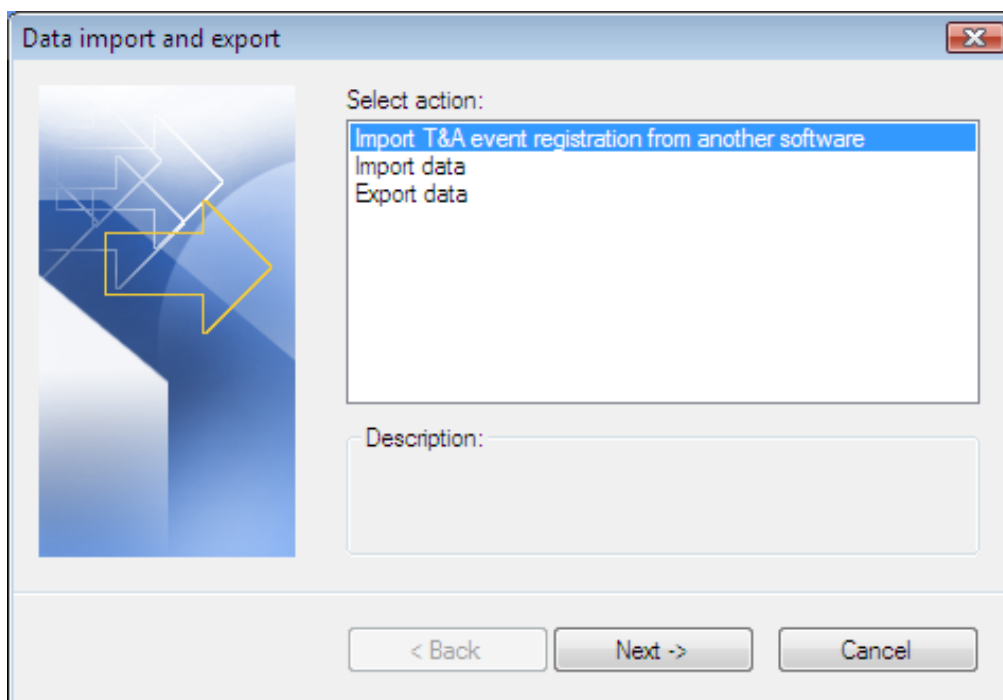 Data import and export
Select action:
Import T&A event registration from another software
Import data
Export data
Description:
< Back
Next ->
Cancel